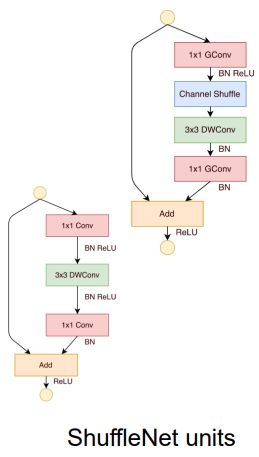 1x1 GConv
BN ReLU
Channel Shuffle
3x3 DWConv
BN
1x1 GConv
BN
Add
ReLU
1x1 Conv
BN ReLU
3x3 DWConv
BN ReLU
1x1 Conv
BN
Add
ReLU
ShuffleNet units